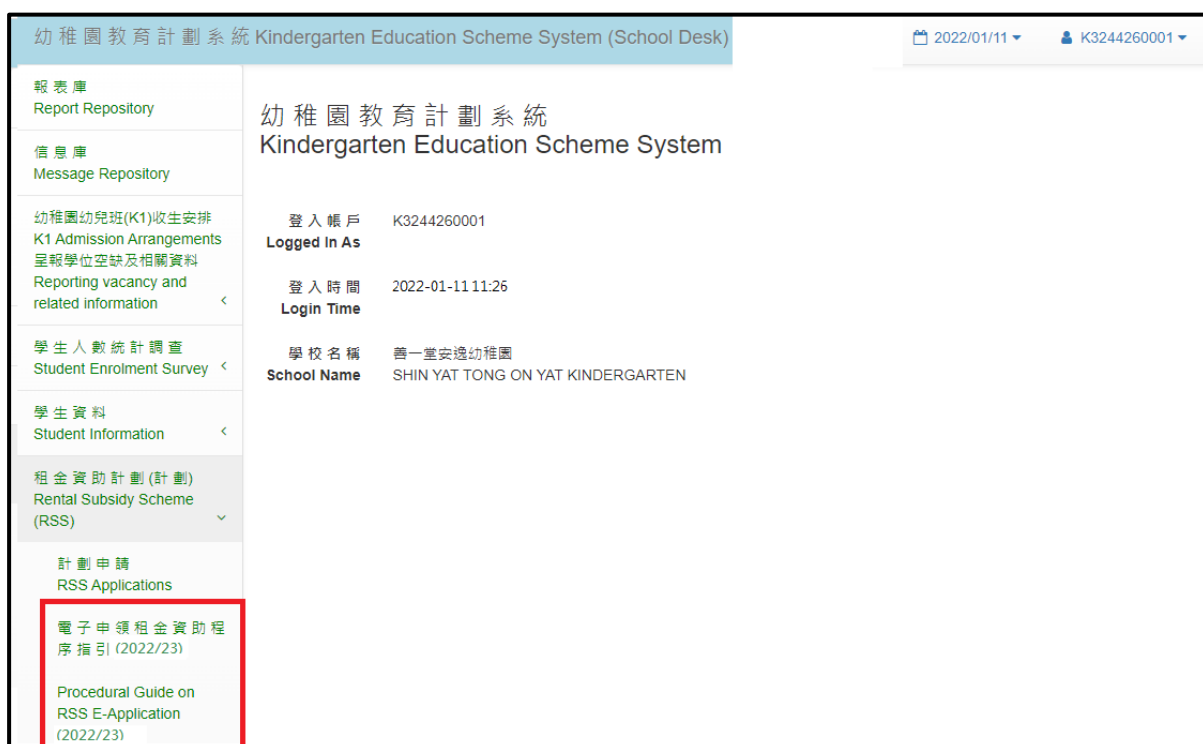 幼稚園教育計劃系統 Kindergarten Education Scheme System (School Desk)
2022/01/11
K3244260001
報表庫
Report Repository
信息庫
Message Repository
幼稚園幼兒班(K1)收生安排
K1 Admission Arrangements
呈報學位空缺及相關資料
Reporting vacancy and
related information
學生人數統計調查
Student Enrolment Survey
學生資料
Student Information
租金資助計劃(計劃)
Rental Subsidy Scheme
(RSS)
計劃申請
RSS Applications
電子申領租金資助程
序指引 (2022/23)
Procedural Guide on
RSS E-Application
(2022/23)
幼稚園教育計劃系統
Kindergarten Education Scheme System
登入帳戶 K3244260001
Logged In As
登入時間 2022-01-11 11:26
Login Time
學校名稱 善一堂安逸幼稚園
School Name SHIN YAT TONG ON YAT KINDERGARTEN